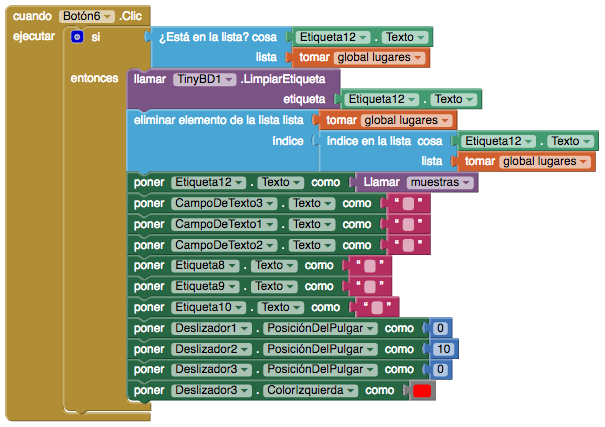 cuando Botón6 .Clic
ejecutar si ¿Está en la lista? cosa Etiqueta12 . Texto
lista tomar global lugares
entonces llamar TinyBD1 .LimpiarEtiqueta
etiqueta Etiqueta12 . Texto
eliminar elemento de la lista lista tomar global lugares
índice índice en la lista cosa Etiqueta12 . Texto
lista tomar global lugares
poner Etiqueta12 . Texto como Llamar muestras
poner CampoDeTexto3 . Texto como “ ”
poner CampoDeTexto1 . Texto como “ ”
poner CampoDeTexto2 . Texto como “ ”
poner Etiqueta8 . Texto como “ ”
poner Etiqueta9 . Texto como “ ”
poner Etiqueta10 . Texto como “ ”
poner Deslizador1 . PosiciónDelPulgar como 0
poner Deslizador2 . PosiciónDelPulgar como 10
poner Deslizador3 . PosiciónDelPulgar como 0
poner Deslizador3 . ColorIzquierda como